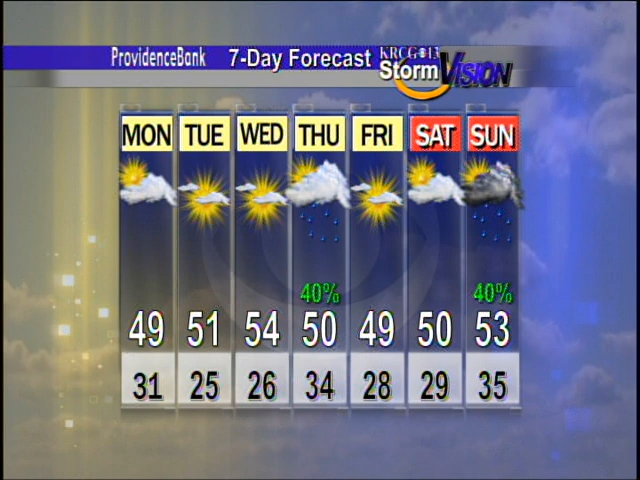 ProvidenceBank 7-Day Forecast KRCG 13
StormVISION
MON TUE WED THU FRI SAT SUN
40% 40%
49 51 54 50 49 50 53
31 25 26 34 28 29 35